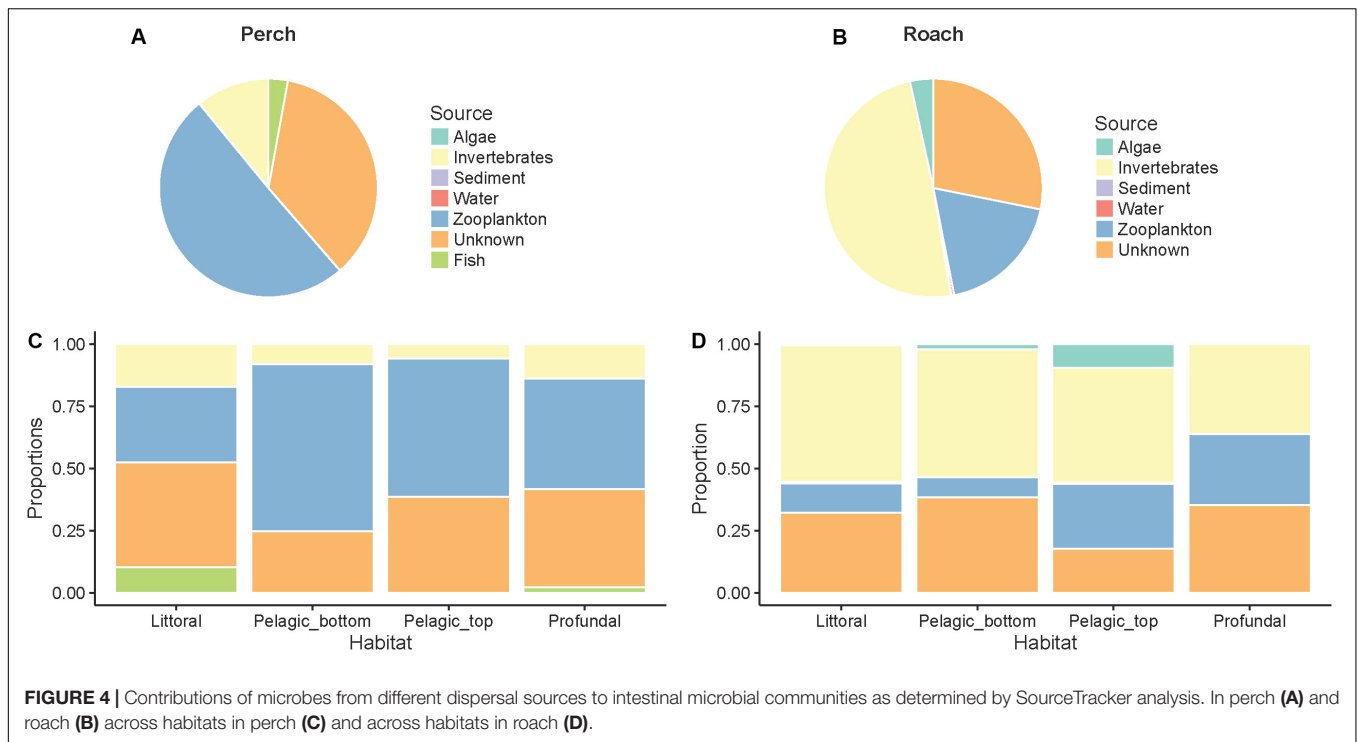 A Perch
Source
Algae
Invertebrates
Sediment
Water
Zooplankton
Unknown
Fish
B Roach
Source
Algae
Invertebrates
Sediment
Water
Zooplankton
Unknown
C
Proportions
1.00
0.75
0.50
0.25
0.00
Littoral Pelagic_bottom Pelagic_top Profundal
Habitat
D
Proportion
1.00
0.75
0.50
0.25
0.00
Littoral Pelagic_bottom Pelagic_top Profundal
Habitat
FIGURE 4 | Contributions of microbes from different dispersal sources to intestinal microbial communities as determined by SourceTracker analysis. In perch (A) and
roach (B) across habitats in perch (C) and across habitats in roach (D).